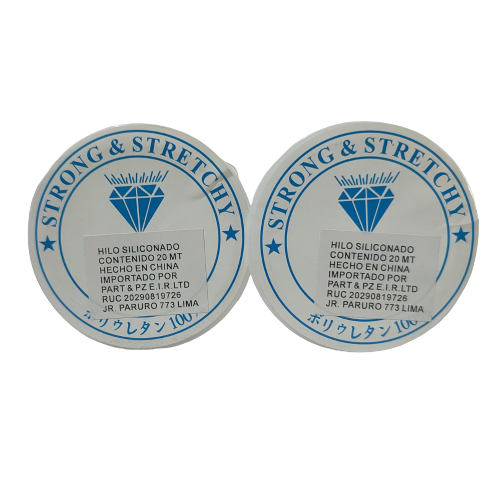 STRONG & STRETCHY
HILO SILICONADO
CONTENIDO 20 MT
HECHO EN CHINA
IMPORTADO POR
PART & PZ E.I.R.LTD
RUC 20290819726
JR. PARURO 773 LIMA
ポリウレタン100%
STRONG & STRETCHY
HILO SILICONADO
CONTENIDO 20 MT
HECHO EN CHINA
IMPORTADO POR
PART & PZ E.I.R.LTD
RUC 20290819726
JR. PARURO 773 LIMA
ポリウレタン100